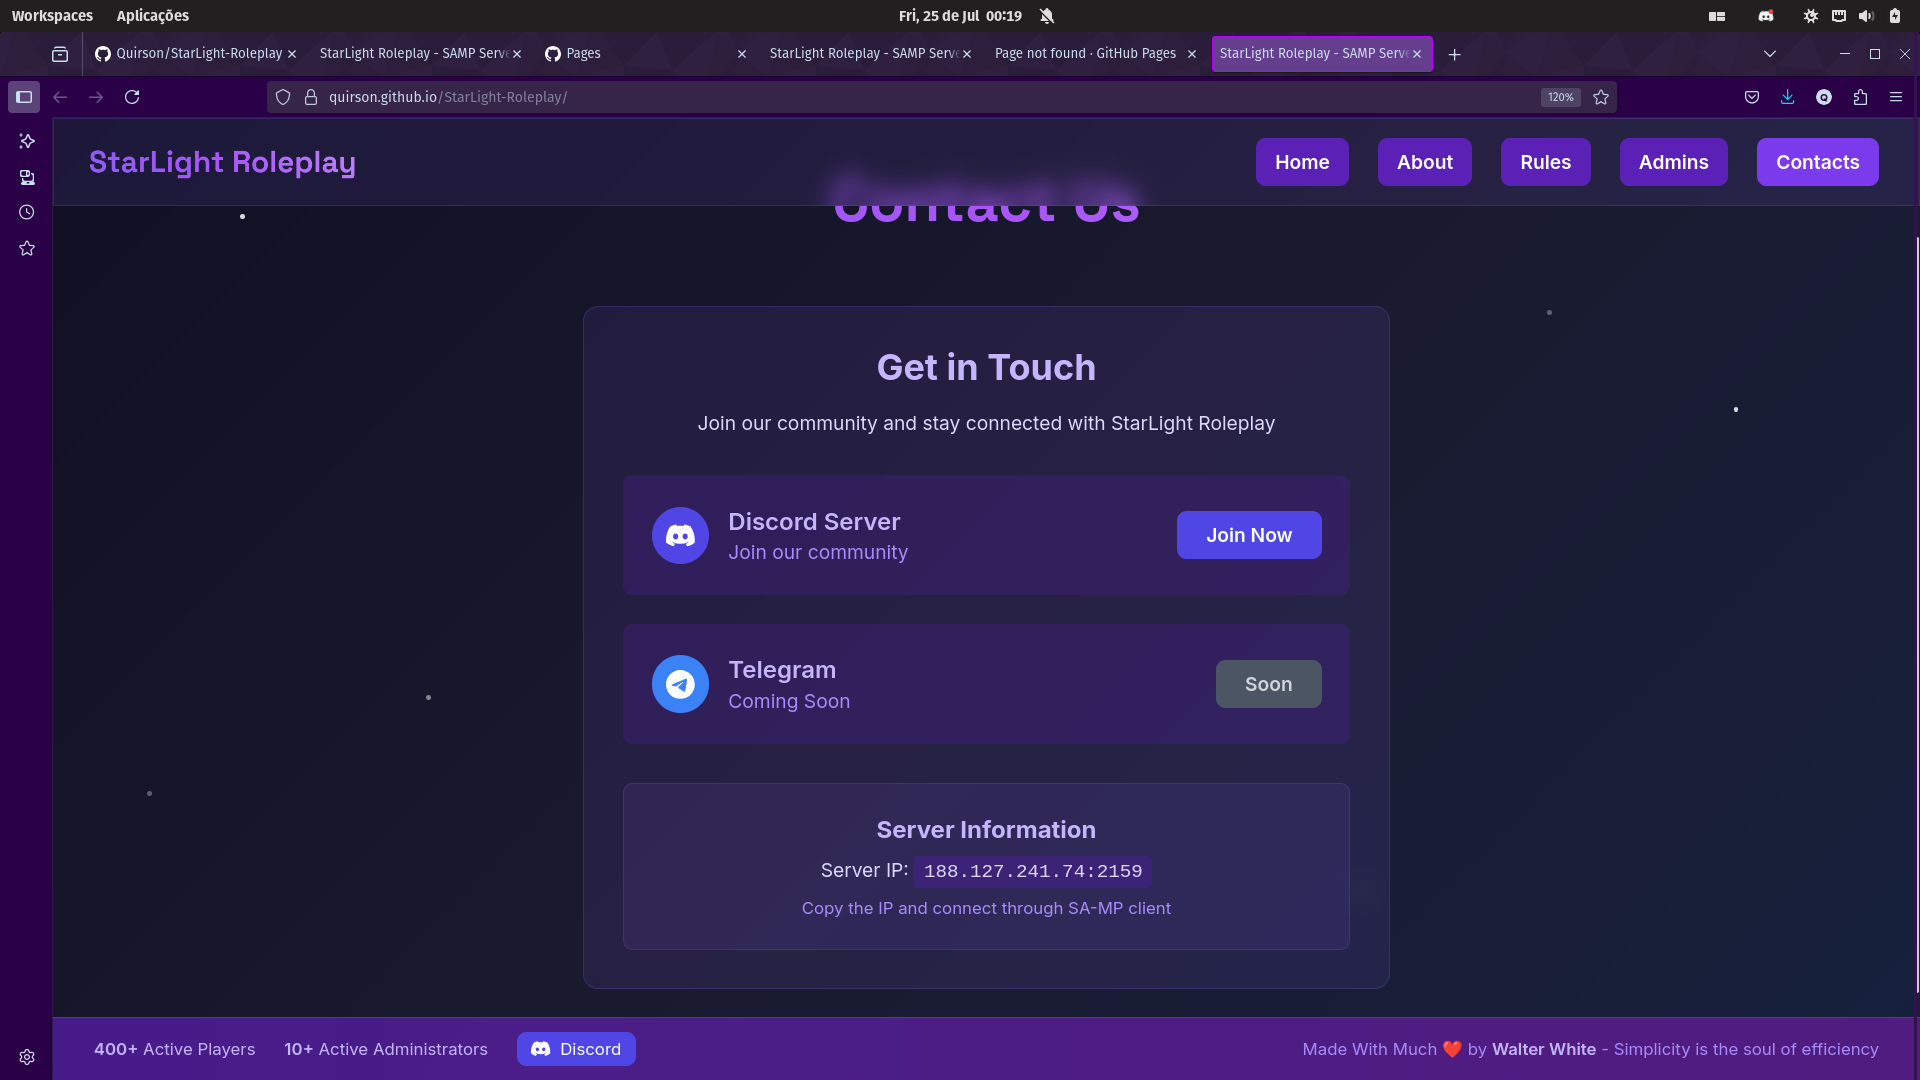 Workspaces Aplicações Fri, 25 de Jul 00:19
Quirson/StarLight-Roleplay StarLight Roleplay - SAMP Serve Pages StarLight Roleplay - SAMP Serve Page not found · GitHub Pages StarLight Roleplay - SAMP Serve
quirson.github.io/StarLight-Roleplay/ 120%
StarLight Roleplay Home About Rules Admins Contacts
Contact Us
Get in Touch
Join our community and stay connected with StarLight Roleplay
Discord Server
Join our community
Join Now
Telegram
Coming Soon
Soon
Server Information
Server IP: 188.127.241.74:2159
Copy the IP and connect through SA-MP client
400+ Active Players 10+ Active Administrators Discord Made With Much ❤️ by Walter White - Simplicity is the soul of efficiency